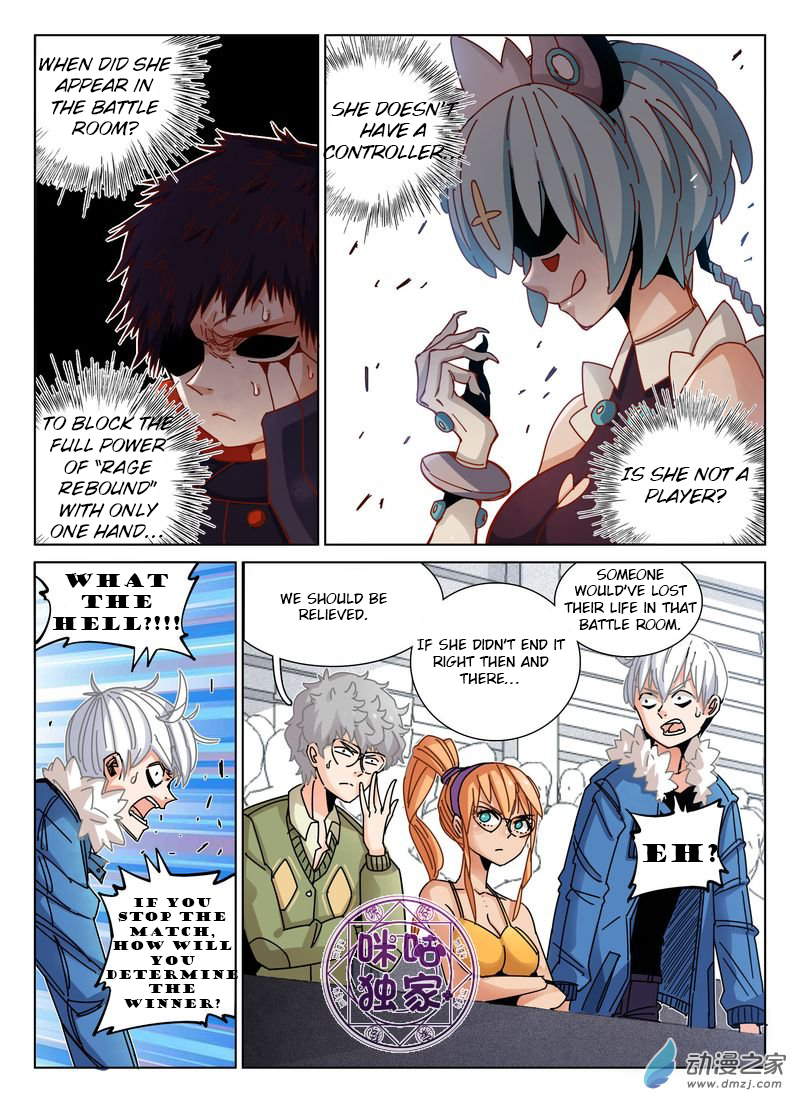 WHEN DID SHE
APPEAR IN
THE BATTLE
ROOM?
TO BLOCK THE
FULL POWER
OF "RAGE
REBOUND"
WITH ONLY
ONE HAND...
SHE DOESN'T
HAVE A
CONTROLLER...
IS SHE NOT A
PLAYER?
WHAT
THE
HELL?!!!
IF YOU
STOP THE
MATCH,
HOW WILL
YOU
DETERMINE
THE
WINNER?
WE SHOULD BE
RELIEVED.
IF SHE DIDN'T END IT
RIGHT THEN AND
THERE...
SOMEONE
WOULD'VE LOST
THEIR LIFE IN THAT
BATTLE ROOM.
EH?
咪咕
独家
动漫之家
www.dmzj.com